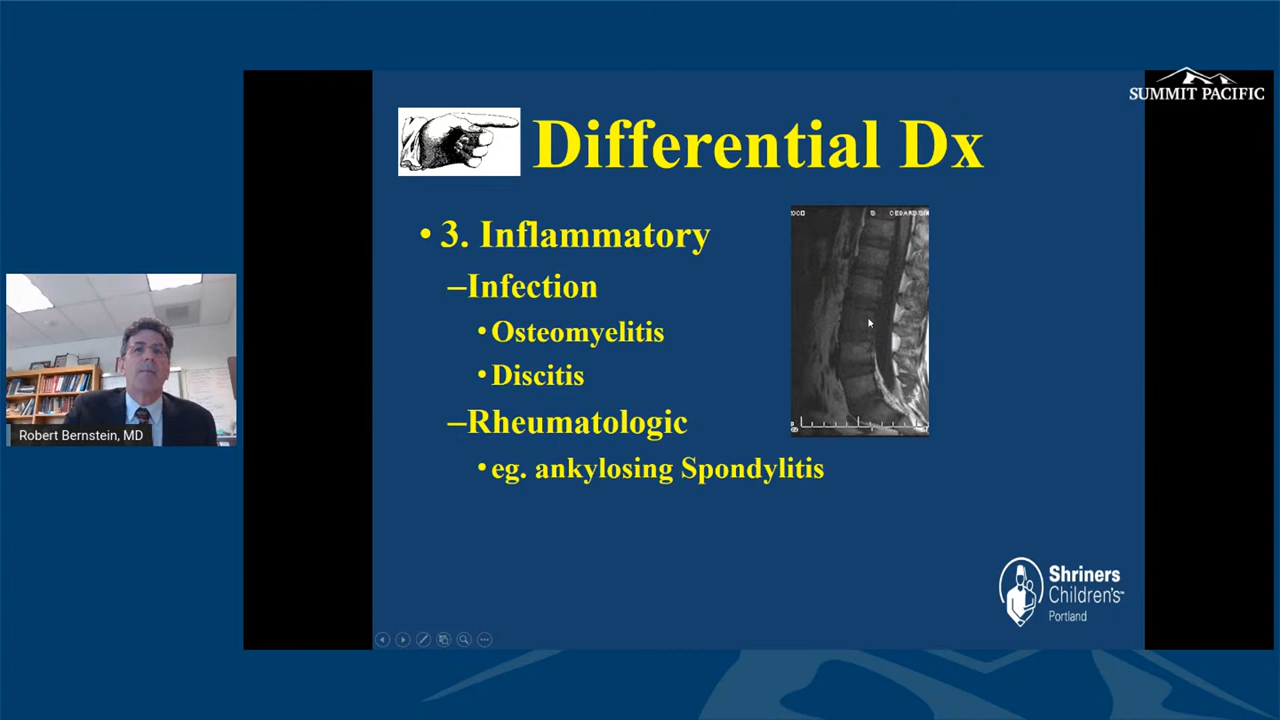 SUMMIT PACIFIC
Differential Dx
• 3. Inflammatory
–Infection
• Osteomyelitis
• Discitis
–Rheumatologic
• eg. ankylosing Spondylitis
Robert Bernstein, MD
Shriners
Children's™
Portland